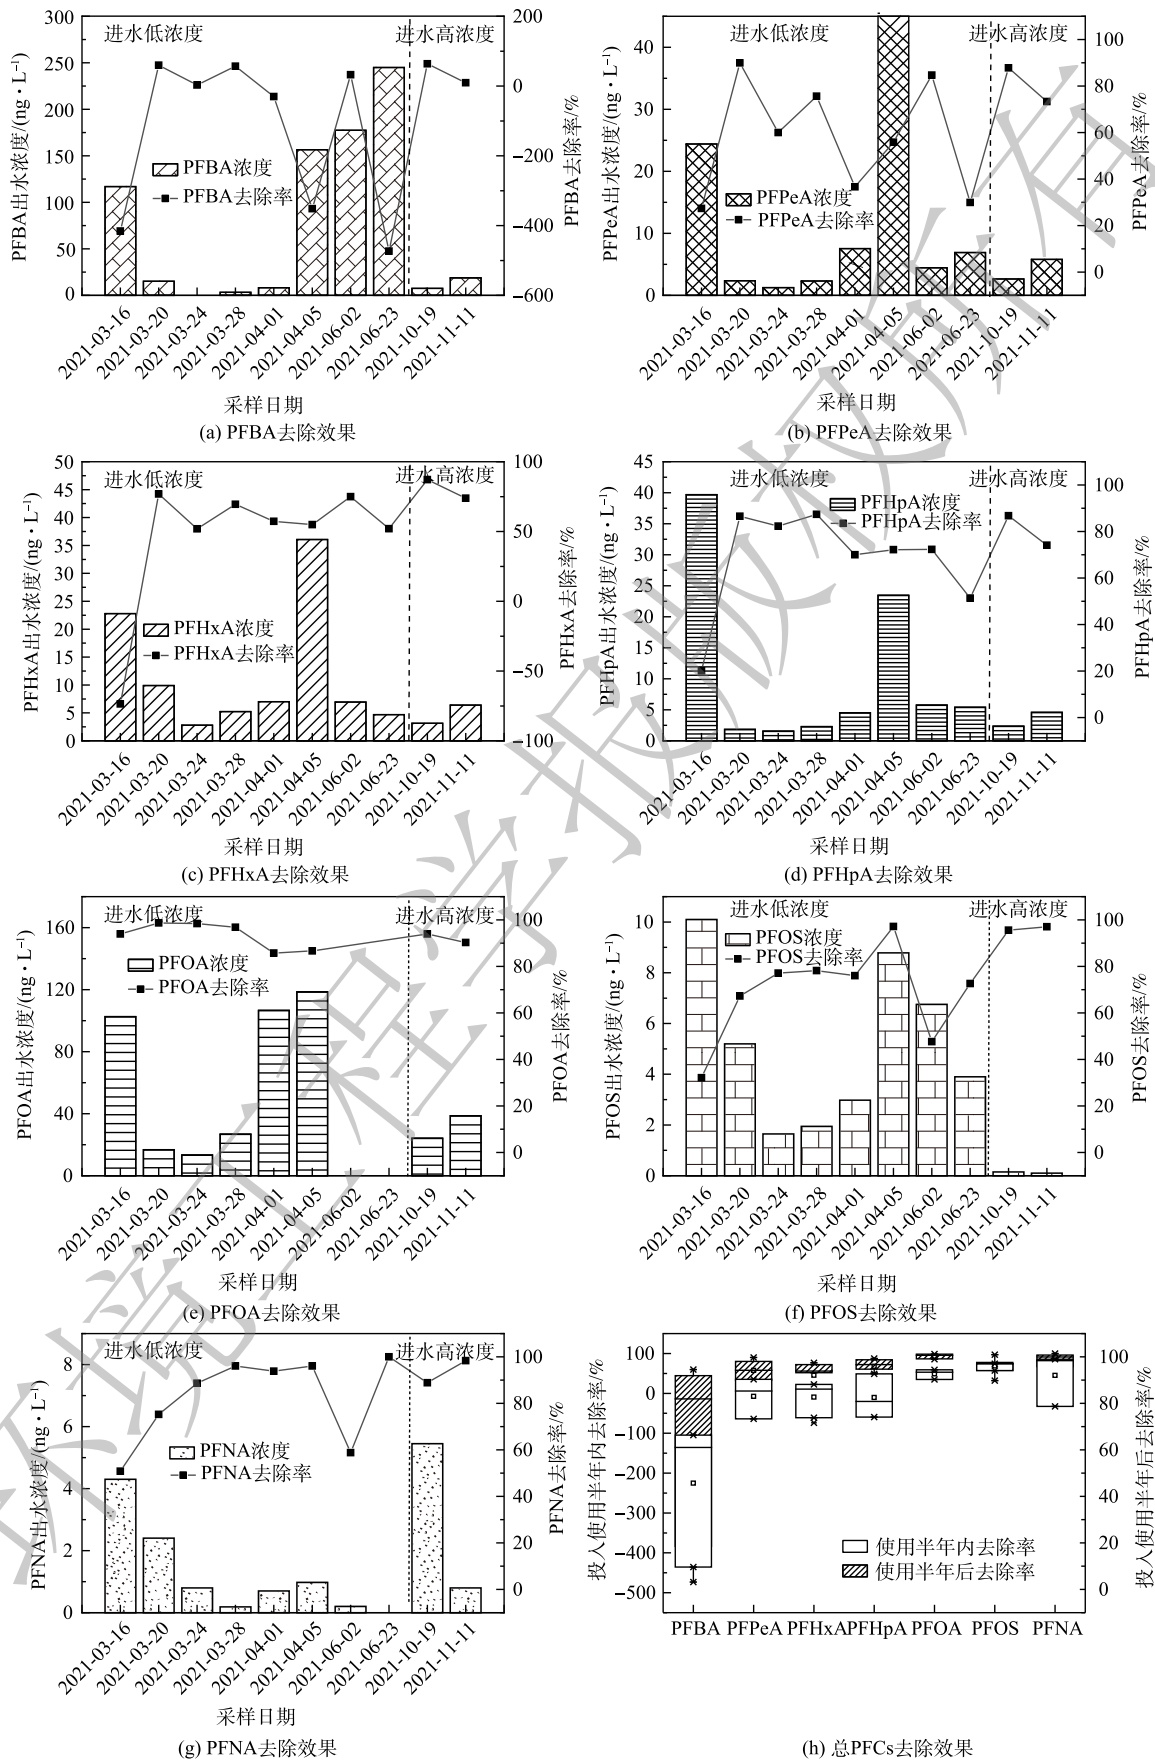 300
250
200
150
100
50
0
PFBA出水浓度/(ng·L⁻¹)
进水低浓度
进水高浓度
PFBA浓度
PFBA去除率
200
0
−200
−400
−600
PFBA去除率/%
2021-03-16
2021-03-20
2021-03-24
2021-03-28
2021-04-01
2021-04-05
2021-06-02
2021-06-23
2021-10-19
2021-11-11
采样日期
(a) PFBA去除效果
40
30
20
10
0
PFPeA出水浓度/(ng·L⁻¹)
进水低浓度
进水高浓度
PFPeA浓度
PFPeA去除率
100
80
60
40
20
0
PFPeA去除率/%
2021-03-16
2021-03-20
2021-03-24
2021-03-28
2021-04-01
2021-04-05
2021-06-02
2021-06-23
2021-10-19
2021-11-11
采样日期
(b) PFPeA去除效果
50
45
40
35
30
25
20
15
10
5
0
PFHxA出水浓度/(ng·L⁻¹)
进水低浓度
进水高浓度
PFHxA浓度
PFHxA去除率
100
50
0
−50
−100
PFHxA去除率/%
2021-03-16
2021-03-20
2021-03-24
2021-03-28
2021-04-01
2021-04-05
2021-06-02
2021-06-23
2021-10-19
2021-11-11
采样日期
(c) PFHxA去除效果
45
40
35
30
25
20
15
10
5
0
PFHpA出水浓度/(ng·L⁻¹)
进水低浓度
进水高浓度
PFHpA浓度
PFHpA去除率
100
80
60
40
20
0
PFHpA去除率/%
2021-03-16
2021-03-20
2021-03-24
2021-03-28
2021-04-01
2021-04-05
2021-06-02
2021-06-23
2021-10-19
2021-11-11
采样日期
(d) PFHpA去除效果
160
120
80
40
0
PFOA出水浓度/(ng·L⁻¹)
进水低浓度
进水高浓度
PFOA浓度
PFOA去除率
100
80
60
40
20
0
PFOA去除率/%
2021-03-16
2021-03-20
2021-03-24
2021-03-28
2021-04-01
2021-04-05
2021-06-02
2021-06-23
2021-10-19
2021-11-11
采样日期
(e) PFOA去除效果
10
8
6
4
2
0
PFOS出水浓度/(ng·L⁻¹)
进水低浓度
进水高浓度
PFOS浓度
PFOS去除率
100
80
60
40
20
0
PFOS去除率/%
2021-03-16
2021-03-20
2021-03-24
2021-03-28
2021-04-01
2021-04-05
2021-06-02
2021-06-23
2021-10-19
2021-11-11
采样日期
(f) PFOS去除效果
8
6
4
2
0
PFNA出水浓度/(ng·L⁻¹)
进水低浓度
进水高浓度
PFNA浓度
PFNA去除率
100
80
60
40
20
0
PFNA去除率/%
2021-03-16
2021-03-20
2021-03-24
2021-03-28
2021-04-01
2021-04-05
2021-06-02
2021-06-23
2021-10-19
2021-11-11
采样日期
(g) PFNA去除效果
100
50
0
−50
−100
−150
−200
−250
−300
−350
−400
−450
−500
投入使用半年内去除率/%
使用半年内去除率
使用半年后去除率
100
80
60
40
20
0
投入使用半年后去除率/%
PFBA PFPeA PFHxA PFHpA PFOA PFOS PFNA
(h) 总PFCs去除效果
环境工程学报版权所有